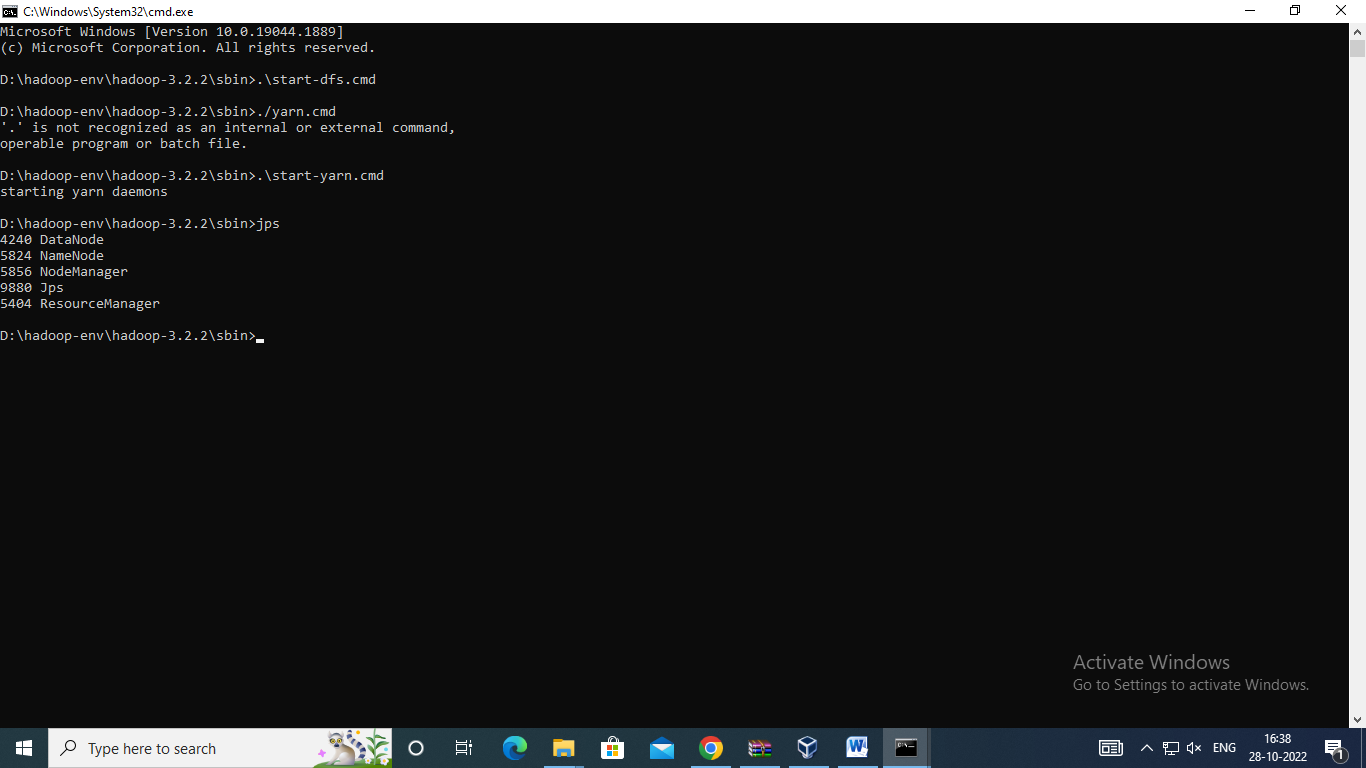 C:\Windows\System32\cmd.exe
Microsoft Windows [Version 10.0.19044.1889]
(c) Microsoft Corporation. All rights reserved.
D:\hadoop-env\hadoop-3.2.2\sbin>.\start-dfs.cmd
D:\hadoop-env\hadoop-3.2.2\sbin>./yarn.cmd
'.' is not recognized as an internal or external command,
operable program or batch file.
D:\hadoop-env\hadoop-3.2.2\sbin>.\start-yarn.cmd
starting yarn daemons
D:\hadoop-env\hadoop-3.2.2\sbin>jps
4240 DataNode
5824 NameNode
5856 NodeManager
9880 Jps
5404 ResourceManager
D:\hadoop-env\hadoop-3.2.2\sbin>
Activate Windows
Go to Settings to activate Windows.
Type here to search
ENG
16:38
28-10-2022
1